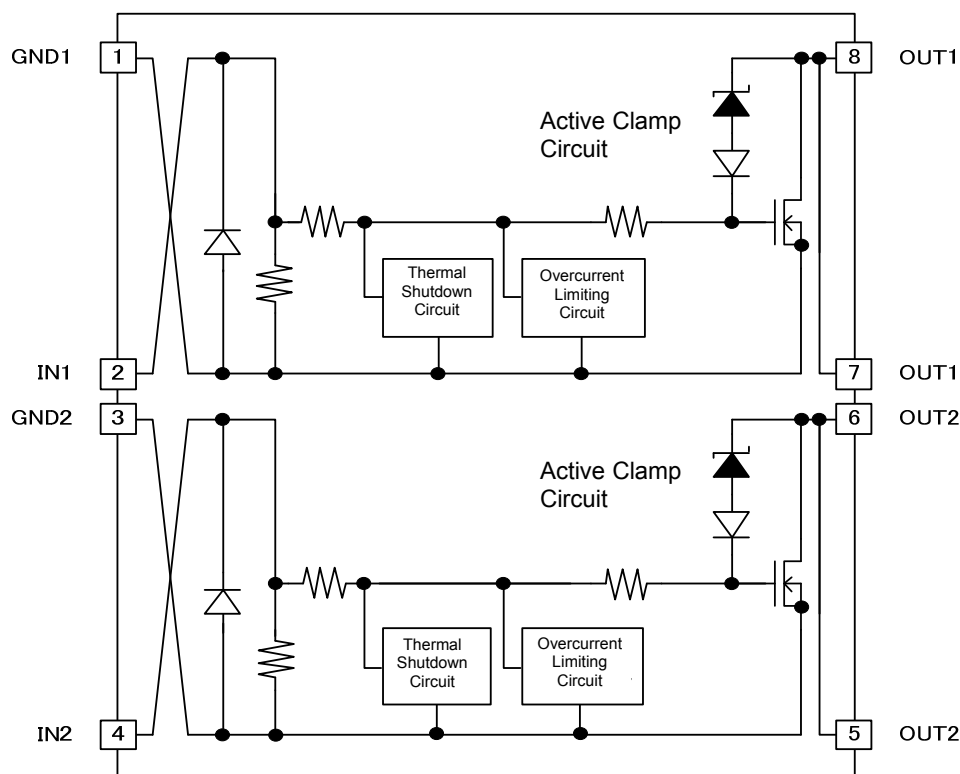 GND1
1
8
OUT1
Active Clamp
Circuit
Thermal
Shutdown
Circuit
Overcurrent
Limiting
Circuit
IN1
2
7
OUT1
GND2
3
6
OUT2
Active Clamp
Circuit
Thermal
Shutdown
Circuit
Overcurrent
Limiting
Circuit
IN2
4
5
OUT2